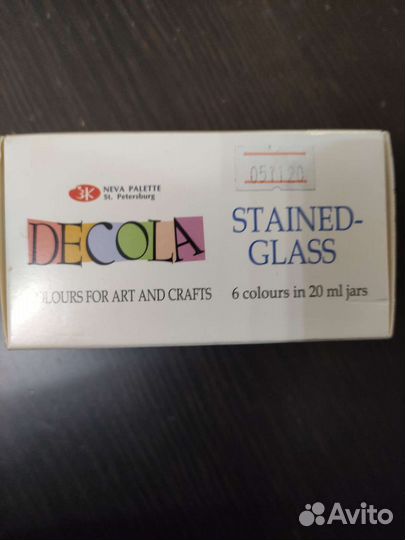 ЗК
NEVA PALETTE
St. Petersburg
051120
DECOLA
STAINED-
GLASS
COLOURS FOR ART AND CRAFTS
6 colours in 20 ml jars
Avito